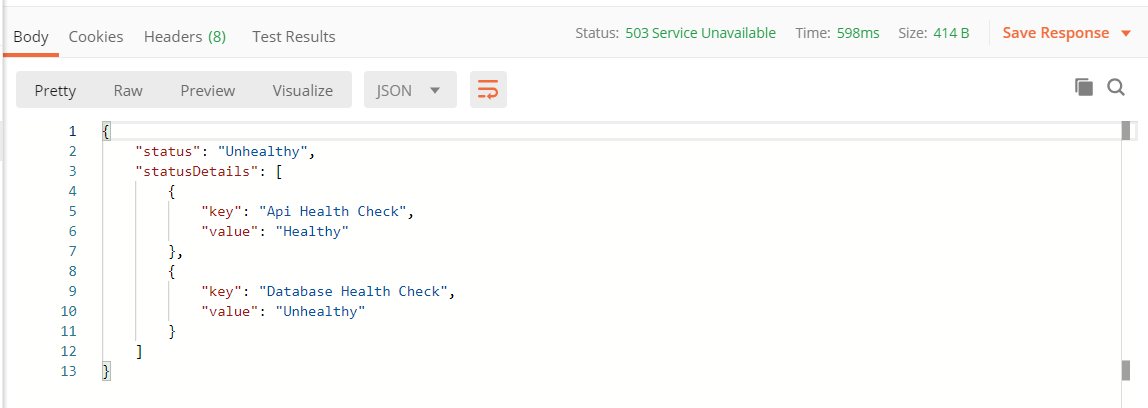 Body Cookies Headers (8) Test Results Status: 503 Service Unavailable Time: 598ms Size: 414 B Save Response
Pretty Raw Preview Visualize JSON
1 {
2 "status": "Unhealthy",
3 "statusDetails": [
4 {
5 "key": "Api Health Check",
6 "value": "Healthy"
7 },
8 {
9 "key": "Database Health Check",
10 "value": "Unhealthy"
11 }
12 ]
13 }